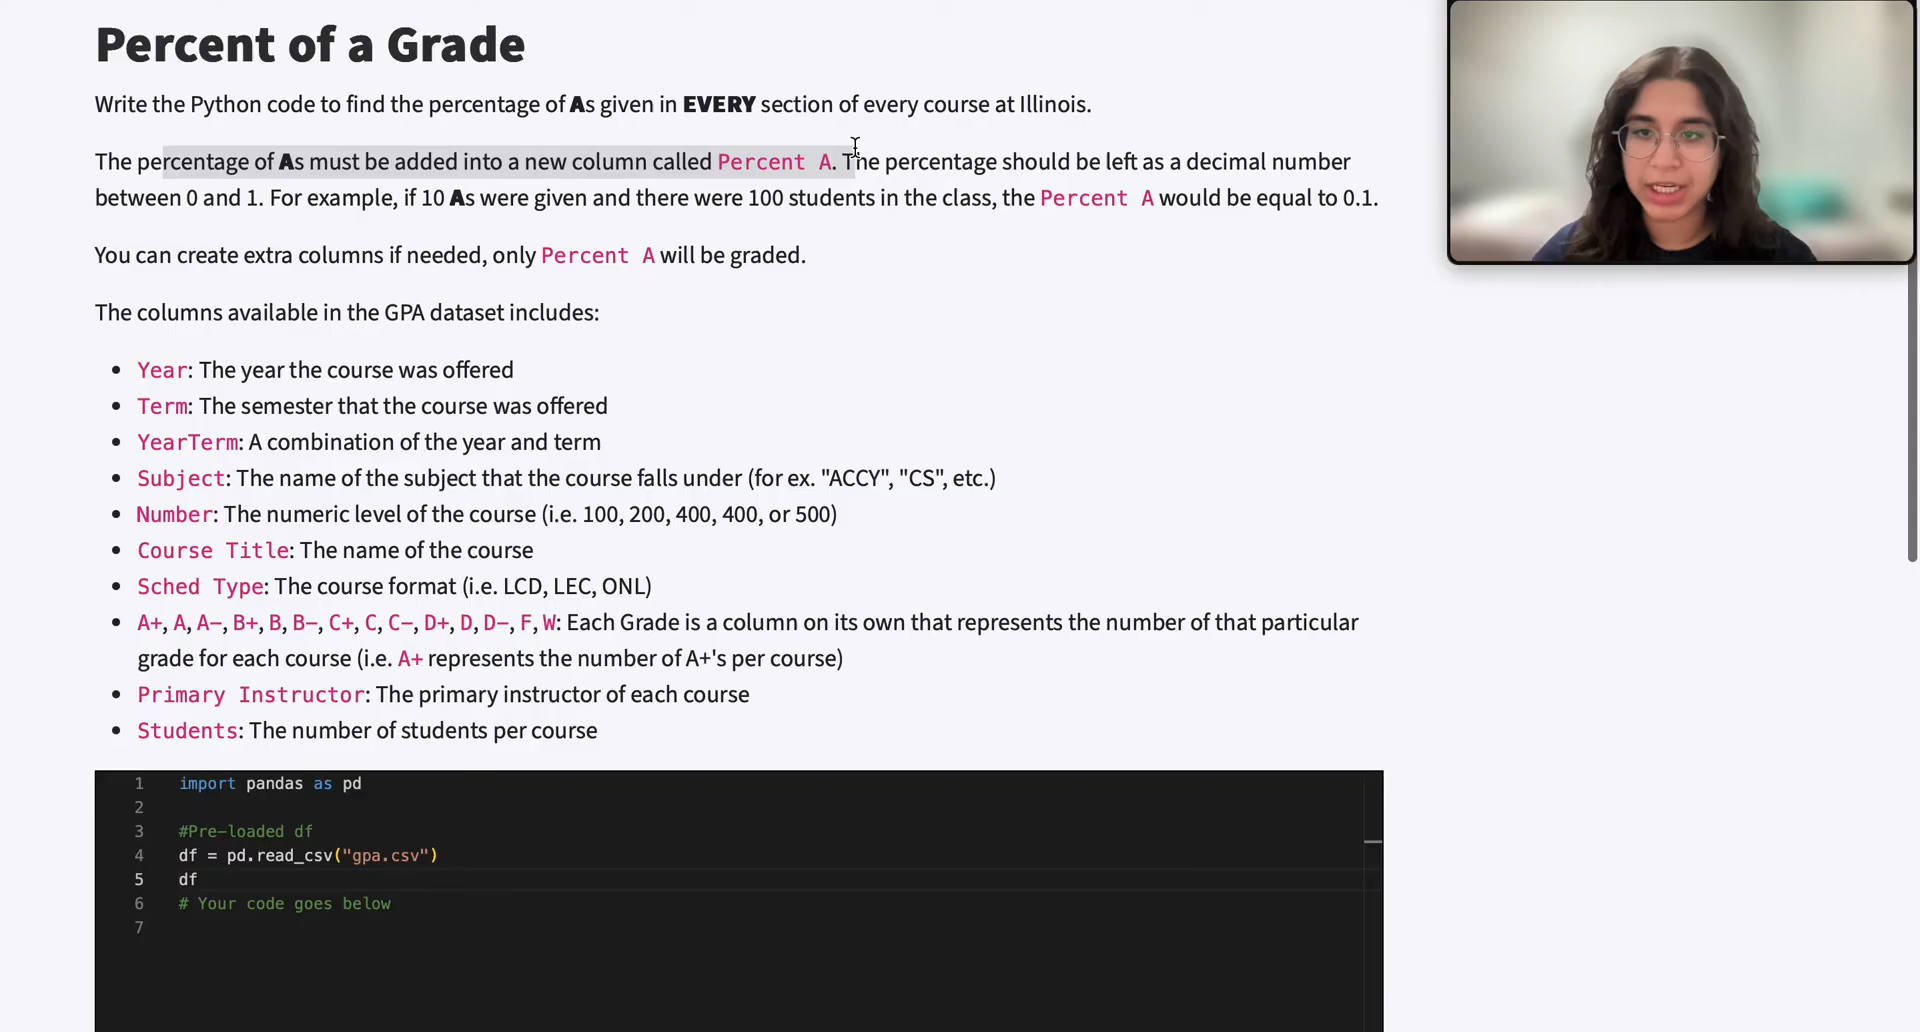 Percent of a Grade
Write the Python code to find the percentage of As given in EVERY section of every course at Illinois.
The percentage of As must be added into a new column called Percent A. The percentage should be left as a decimal number
between 0 and 1. For example, if 10 As were given and there were 100 students in the class, the Percent A would be equal to 0.1.
You can create extra columns if needed, only Percent A will be graded.
The columns available in the GPA dataset includes:
• Year: The year the course was offered
• Term: The semester that the course was offered
• YearTerm: A combination of the year and term
• Subject: The name of the subject that the course falls under (for ex. "ACCY", "CS", etc.)
• Number: The numeric level of the course (i.e. 100, 200, 400, 400, or 500)
• Course Title: The name of the course
• Sched Type: The course format (i.e. LCD, LEC, ONL)
• A+, A, A-, B+, B, B-, C+, C, C-, D+, D, D-, F, W: Each Grade is a column on its own that represents the number of that particular
grade for each course (i.e. A+ represents the number of A+'s per course)
• Primary Instructor: The primary instructor of each course
• Students: The number of students per course
1 import pandas as pd
2
3 #Pre-loaded df
4 df = pd.read_csv("gpa.csv")
5 df
6 # Your code goes below
7